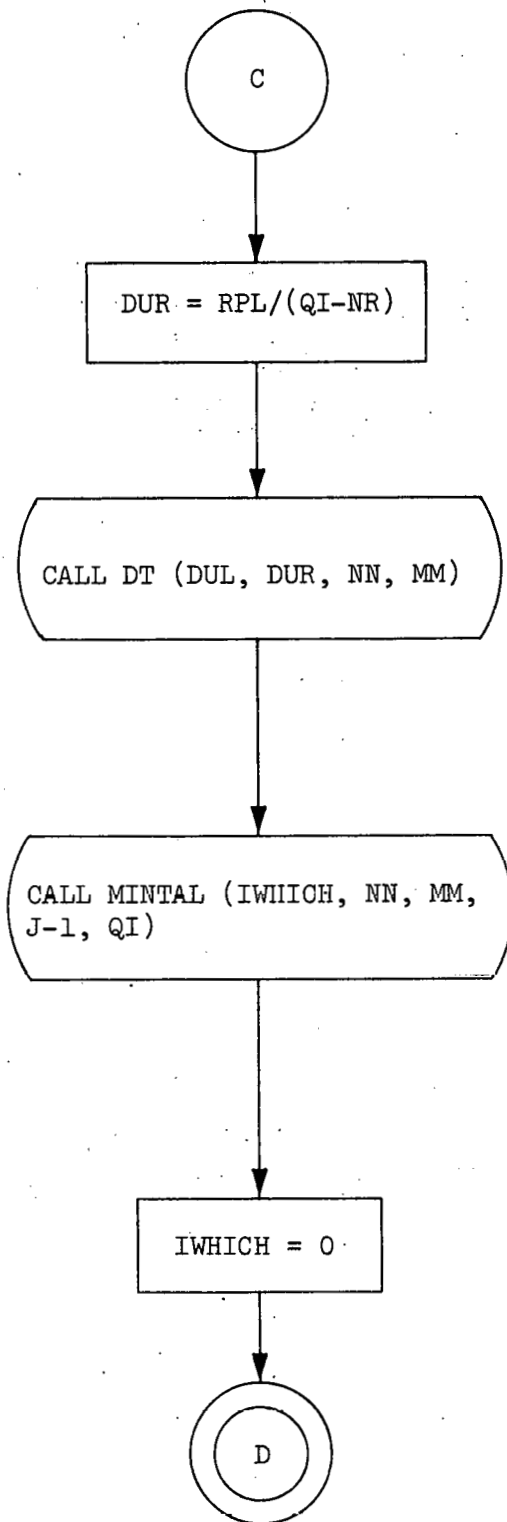 C
DUR = RPL/(QI-NR)
CALL DT (DUL, DUR, NN, MM)
CALL MINTAL (IWHICH, NN, MM,
J-1, QI)
IWHICH = 0
D